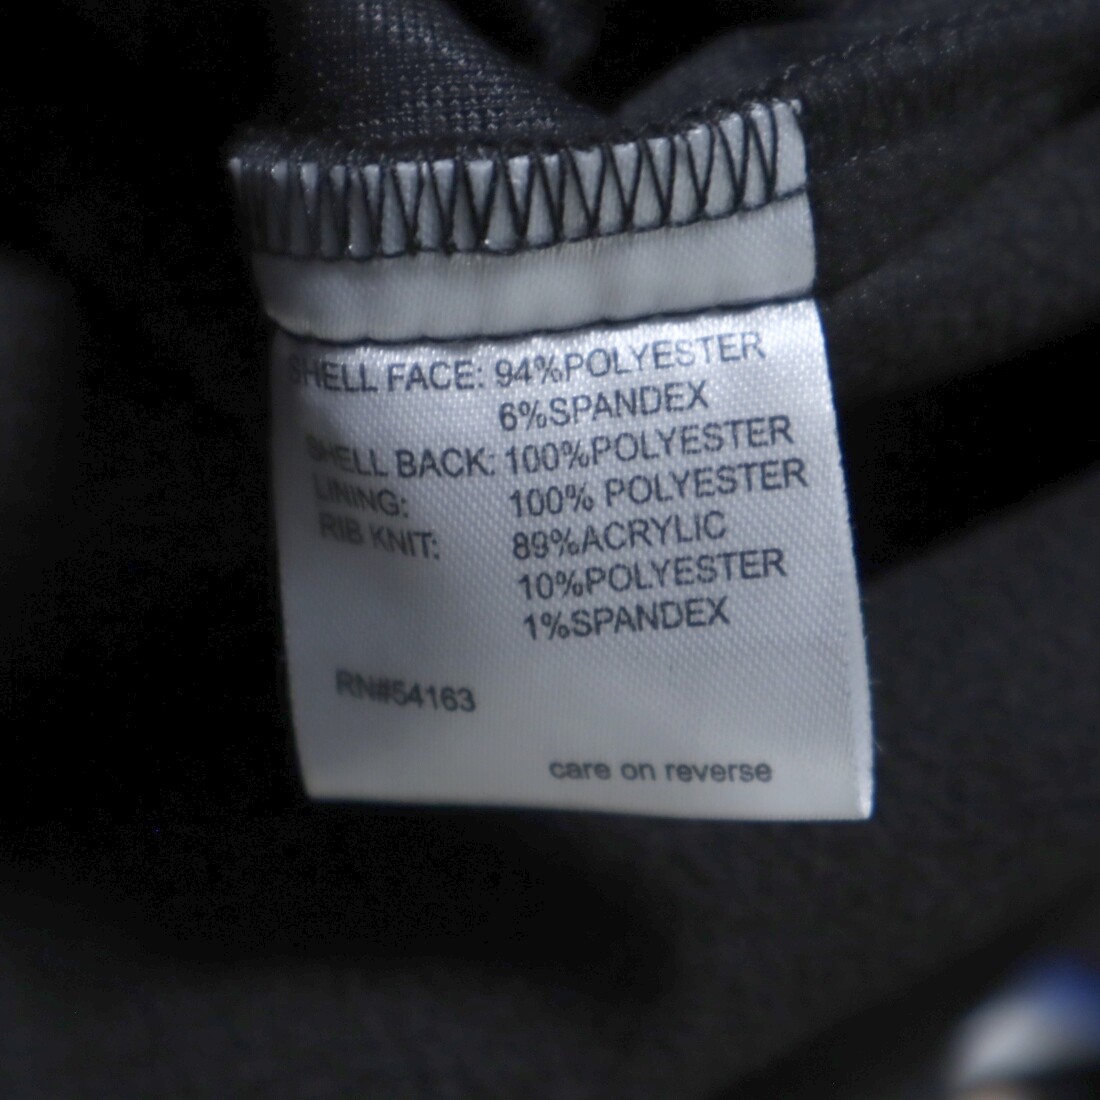 SHELL FACE: 94%POLYESTER
6%SPANDEX
SHELL BACK: 100%POLYESTER
LINING: 100% POLYESTER
RIB KNIT: 89%ACRYLIC
10%POLYESTER
1%SPANDEX
RN#54163
care on reverse